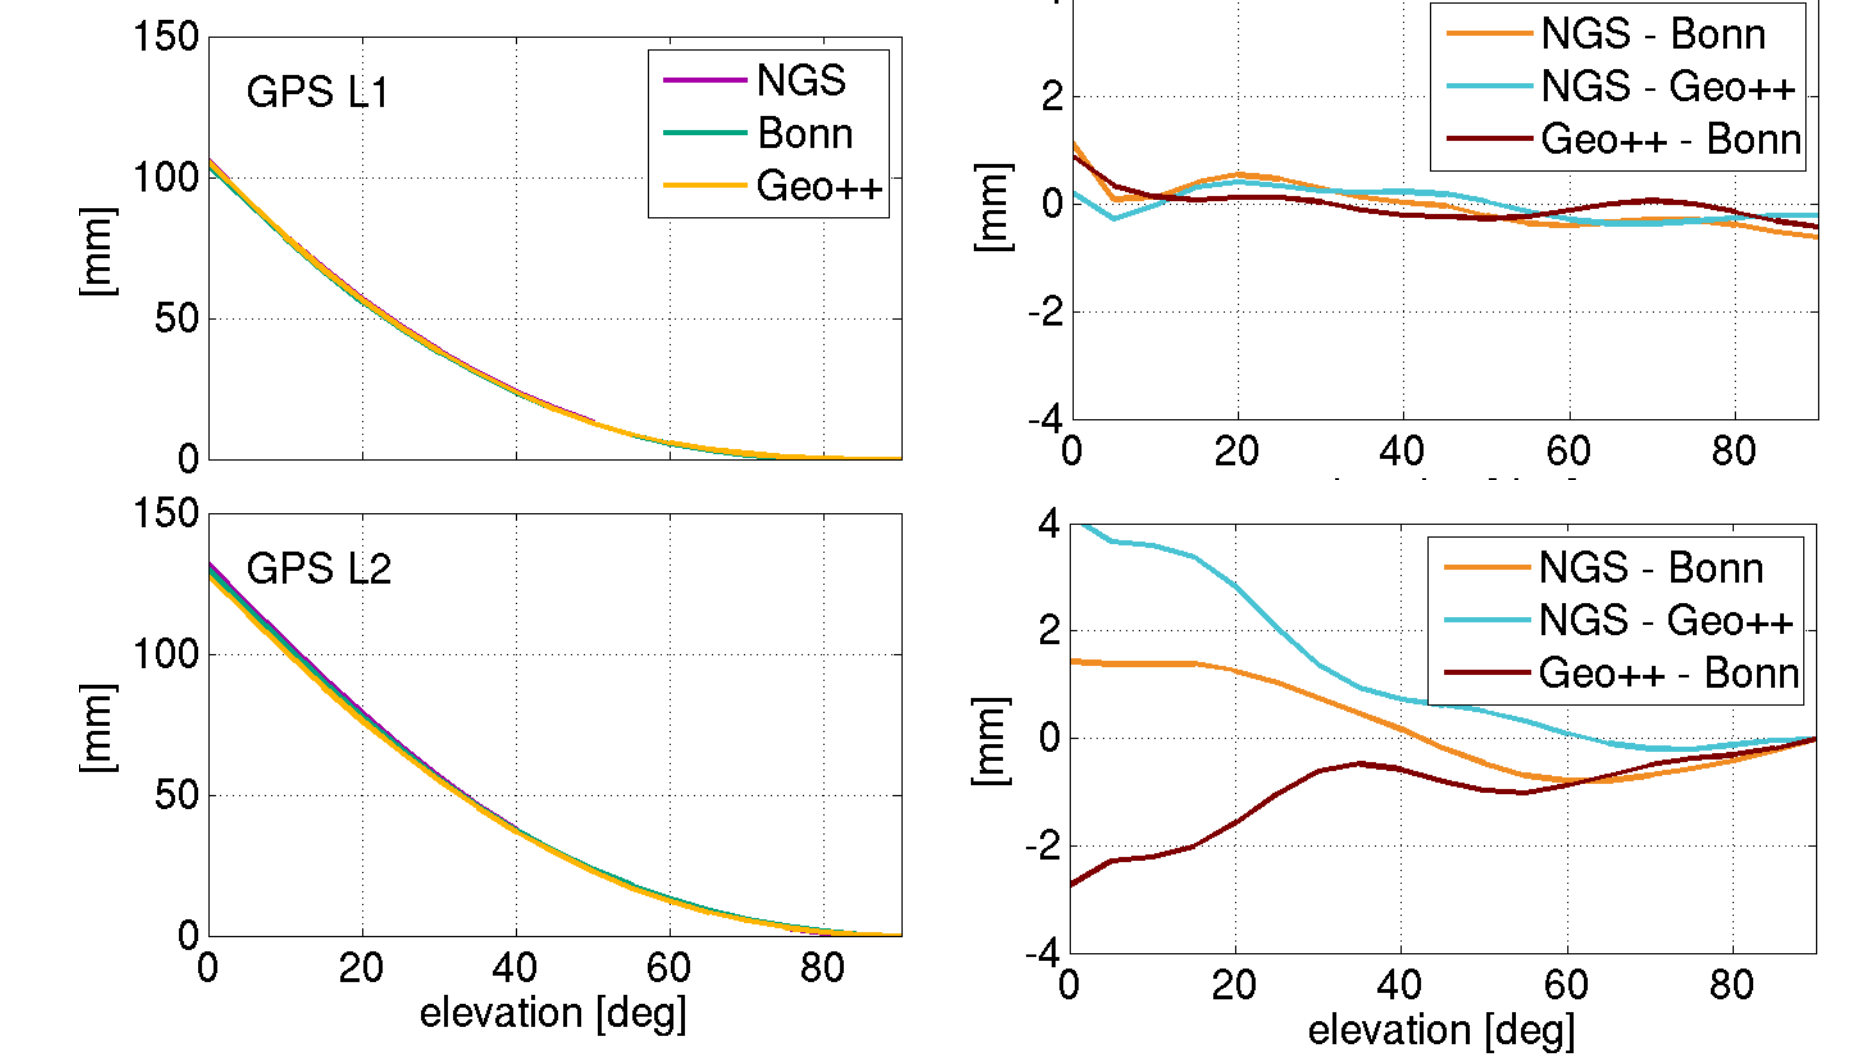 150
GPS L1
NGS
Bonn
Geo++
100
[mm]
50
0
NGS - Bonn
NGS - Geo++
Geo++ - Bonn
2
0
[mm]
-2
-4
0 20 40 60 80
150
GPS L2
100
[mm]
50
0
0 20 40 60 80
elevation [deg]
4
NGS - Bonn
NGS - Geo++
Geo++ - Bonn
2
[mm]
0
-2
-4
0 20 40 60 80
elevation [deg]